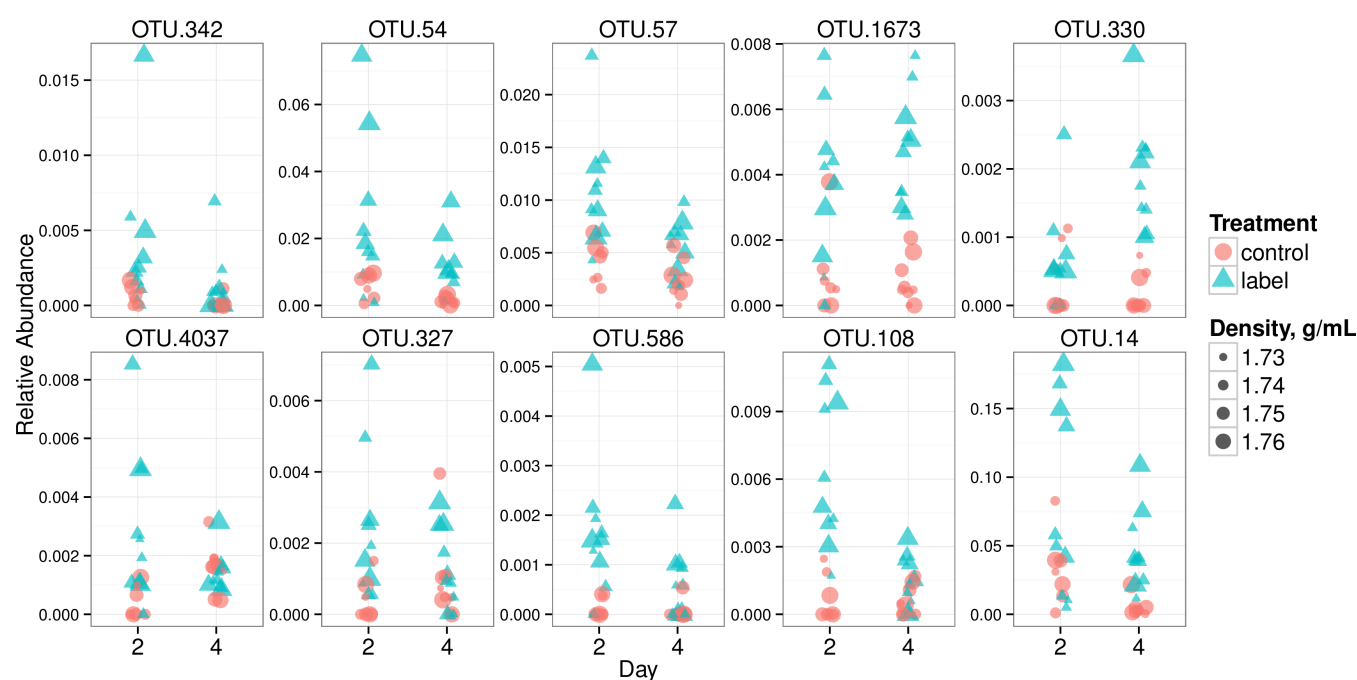 OTU.342 OTU.54 OTU.57 OTU.1673 OTU.330
0.015 0.010 0.005 0.000
0.06 0.04 0.02 0.00
0.020 0.015 0.010 0.005 0.000
0.008 0.006 0.004 0.002 0.000
0.003 0.002 0.001 0.000
Relative Abundance
OTU.4037 OTU.327 OTU.586 OTU.108 OTU.14
0.008 0.006 0.004 0.002 0.000
0.006 0.004 0.002 0.000
0.005 0.004 0.003 0.002 0.001 0.000
0.009 0.006 0.003 0.000
0.15 0.10 0.05 0.00
2 4 2 4 2 4 2 4 2 4
Day
Treatment
control
label
Density, g/mL
1.73
1.74
1.75
1.76